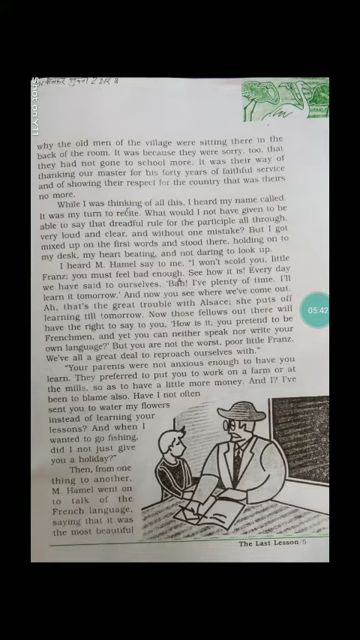 why the old men of the village were sitting there in the
back of the room. It was because they were sorry, too, that
they had not gone to school more. It was their way of
thanking our master for his forty years of faithful service
and of showing their respect for the country that was theirs
no more.
While I was thinking of all this, I heard my name called.
It was my turn to recite. What would I not have given to be
able to say that dreadful rule for the participle all through,
very loud and clear, and without one mistake? But I got
mixed up on the first words and stood there, holding on to
my desk, my heart beating, and not daring to look up.
I heard M. Hamel say to me, "I won't scold you, little
Franz; you must feel bad enough. See how it is! Every day
we have said to ourselves, 'Bah! I've plenty of time. I'll
learn it tomorrow.' And now you see where we've come out.
Ah, that's the great trouble with Alsace; she puts off
learning till tomorrow. Now those fellows out there will
have the right to say to you, 'How is it; you pretend to be
Frenchmen, and yet you can neither speak nor write your
own language?' But you are not the worst, poor little Franz.
We've all a great deal to reproach ourselves with."
"Your parents were not anxious enough to have you
learn. They preferred to put you to work on a farm or at
the mills, so as to have a little more money. And I? I've
been to blame also. Have I not often
sent you to water my flowers
instead of learning your
lessons? And when I
wanted to go fishing,
did I not just give
you a holiday?"
Then, from one
thing to another,
M. Hamel went on
to talk of the
French language,
saying that it was
the most beautiful
The Last Lesson/5
05:42